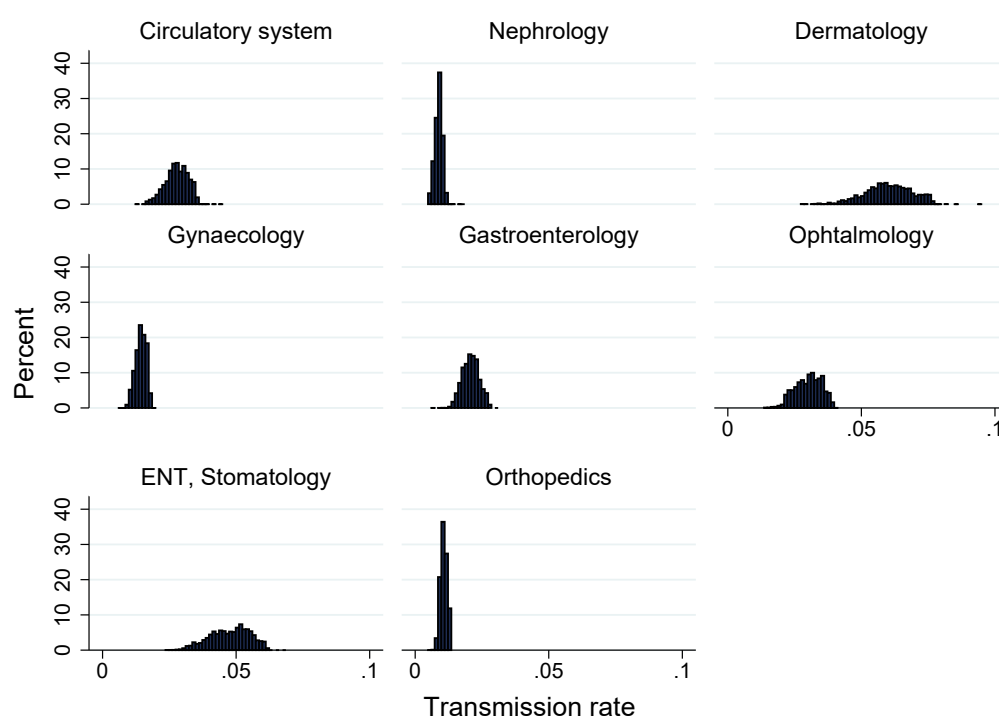 Circulatory system
Nephrology
Dermatology
0 10 20 30 40
Gynaecology
Gastroenterology
Ophtalmology
0 10 20 30 40
0 .05 .1
ENT, Stomatology
Orthopedics
0 10 20 30 40
0 .05 .1
0 .05 .1
Percent
Transmission rate